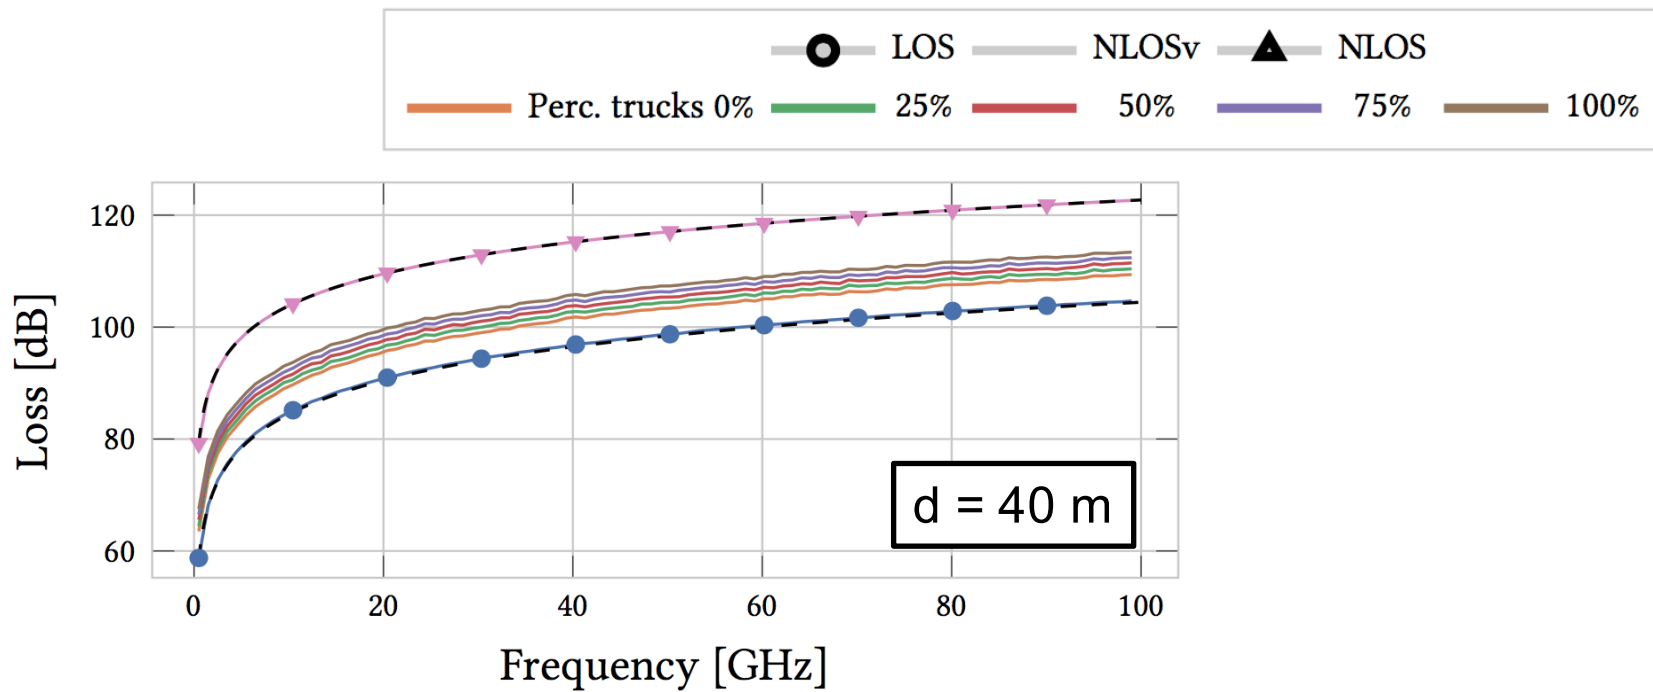 LOS NLOSv NLOS
Perc. trucks 0% 25% 50% 75% 100%
120
100
80
60
Loss [dB]
d = 40 m
0 20 40 60 80 100
Frequency [GHz]